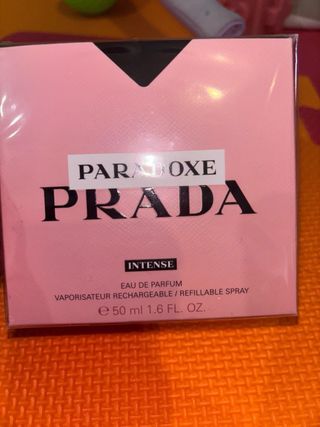 PARADOXE
PRADA
INTENSE
EAU DE PARFUM
VAPORISATEUR RECHARGEABLE / REFILLABLE SPRAY
℮ 50 ml 1.6 FL. OZ.